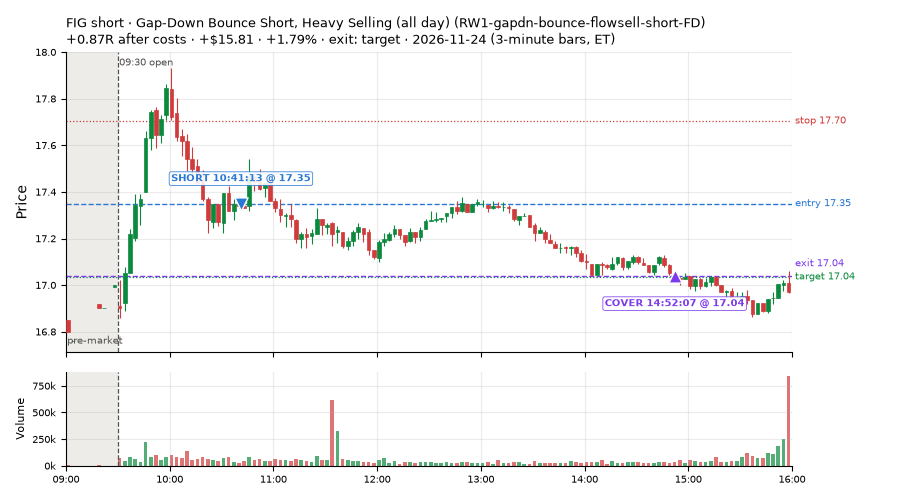 FIG short · Gap-Down Bounce Short, Heavy Selling (all day) (RW1-gapdn-bounce-flowsell-short-FD)
+0.87R after costs · +$15.81 · +1.79% · exit: target · 2026-11-24 (3-minute bars, ET)
18.0
09:30 open
17.8
stop 17.70
17.6
SHORT 10:41:13 @ 17.35
17.4
entry 17.35
Price
17.2
exit 17.04
target 17.04
17.0
COVER 14:52:07 @ 17.04
16.8
pre-market
Volume
750k
500k
250k
0k
09:00 10:00 11:00 12:00 13:00 14:00 15:00 16:00